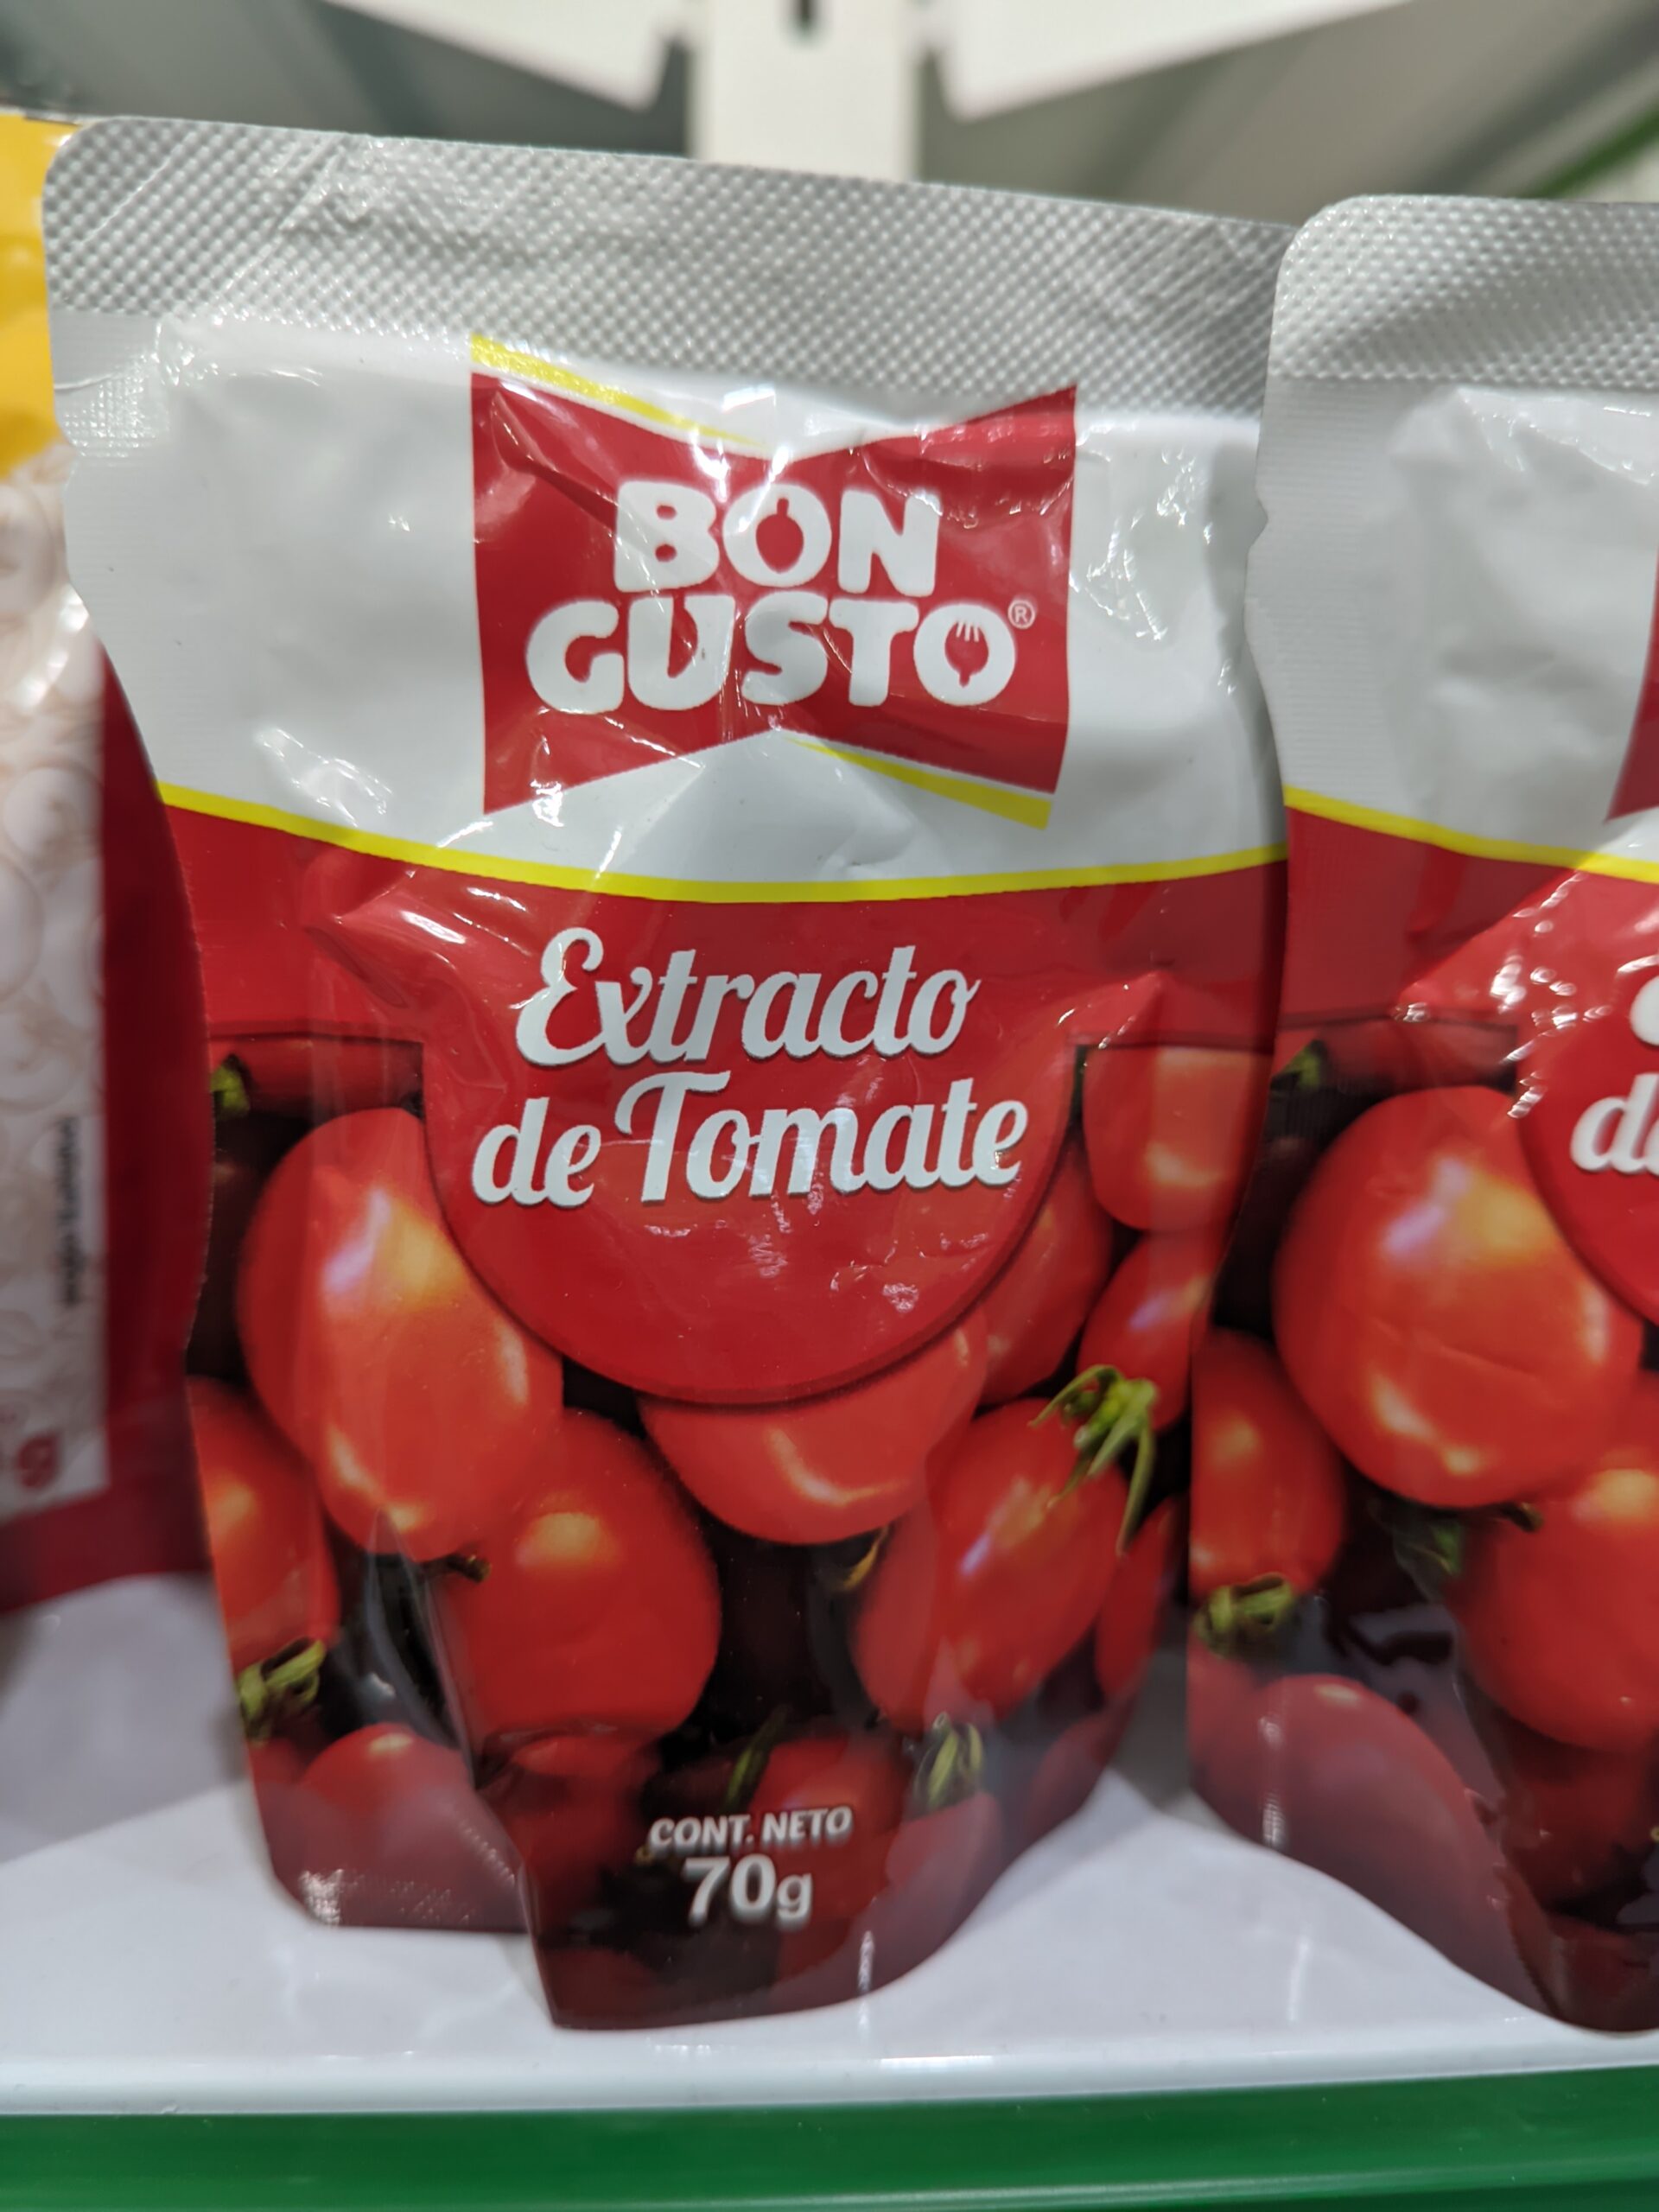 BON
GUSTO®
Extracto
de Tomate
CONT. NETO
70g